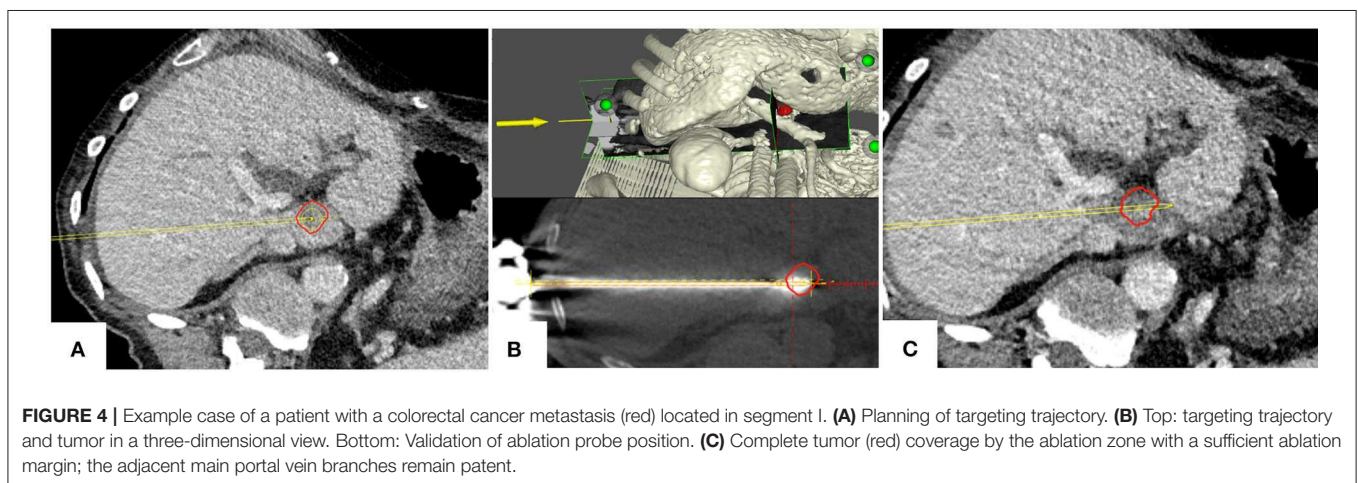 A
B
C
FIGURE 4 | Example case of a patient with a colorectal cancer metastasis (red) located in segment I. (A) Planning of targeting trajectory. (B) Top: targeting trajectory
and tumor in a three-dimensional view. Bottom: Validation of ablation probe position. (C) Complete tumor (red) coverage by the ablation zone with a sufficient ablation
margin; the adjacent main portal vein branches remain patent.